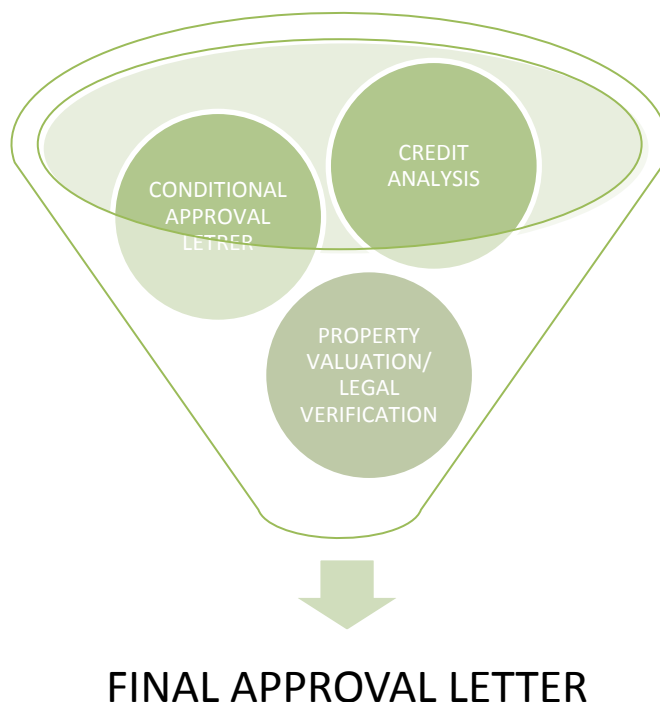 CREDIT
ANALYSIS
CONDITIONAL
APPROVAL
LETRER
PROPERTY
VALUATION/
LEGAL
VERIFICATION
FINAL APPROVAL LETTER